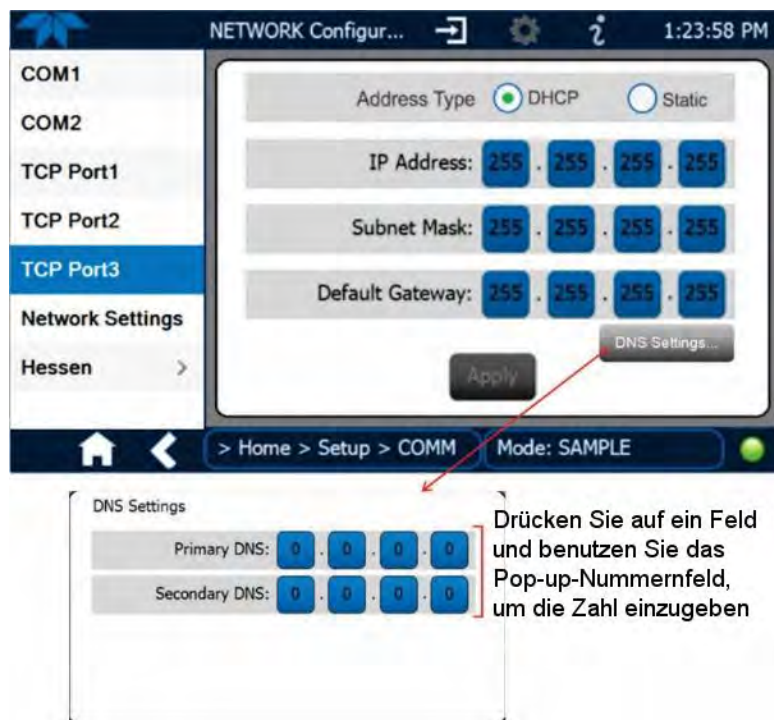 NETWORK Configur... 1:23:58 PM
COM1
COM2
TCP Port1
TCP Port2
TCP Port3
Network Settings
Hessen >
Address Type DHCP Static
IP Address: 255 . 255 . 255 . 255
Subnet Mask: 255 . 255 . 255 . 255
Default Gateway: 255 . 255 . 255 . 255
DNS Settings...
Apply
> Home > Setup > COMM Mode: SAMPLE
DNS Settings
Primary DNS: 0 . 0 . 0 . 0
Secondary DNS: 0 . 0 . 0 . 0
Drücken Sie auf ein Feld
und benutzen Sie das
Pop-up-Nummernfeld,
um die Zahl einzugeben